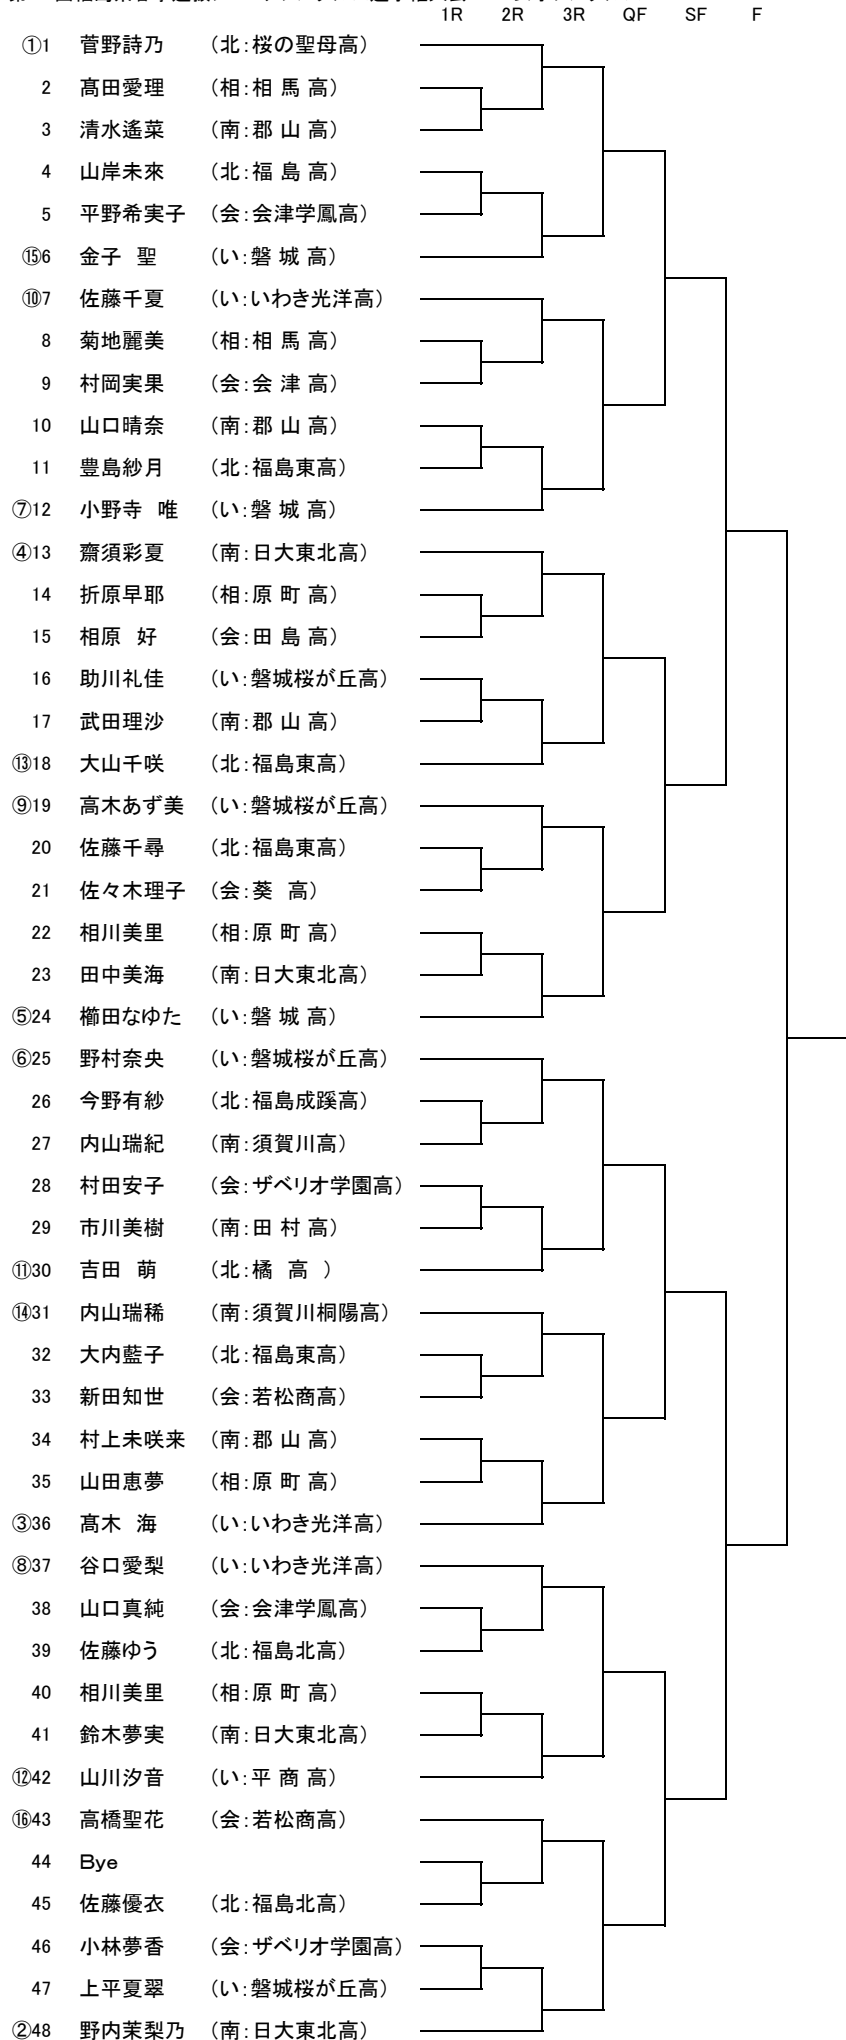 1R 2R 3R QF SF F
①1 菅野詩乃 (北:桜の聖母高)
2 髙田愛理 (相:相 馬 高)
3 清水遙菜 (南:郡 山 高)
4 山岸未來 (北:福 島 高)
5 平野希実子 (会:会津学鳳高)
⑮6 金子 聖 (い:磐 城 高)
⑩7 佐藤千夏 (い:いわき光洋高)
8 菊地麗美 (相:相 馬 高)
9 村岡実果 (会:会 津 高)
10 山口晴奈 (南:郡 山 高)
11 豊島紗月 (北:福島東高)
⑦12 小野寺 唯 (い:磐 城 高)
④13 齋須彩夏 (南:日大東北高)
14 折原早耶 (相:原 町 高)
15 相原 好 (会:田 島 高)
16 助川礼佳 (い:磐城桜が丘高)
17 武田理沙 (南:郡 山 高)
⑬18 大山千咲 (北:福島東高)
⑨19 高木あず美 (い:磐城桜が丘高)
20 佐藤千尋 (北:福島東高)
21 佐々木理子 (会:葵 高)
22 相川美里 (相:原 町 高)
23 田中美海 (南:日大東北高)
⑤24 櫛田なゆた (い:磐 城 高)
⑥25 野村奈央 (い:磐城桜が丘高)
26 今野有紗 (北:福島成蹊高)
27 内山瑞紀 (南:須賀川高)
28 村田安子 (会:ザベリオ学園高)
29 市川美樹 (南:田 村 高)
⑪30 吉田 萌 (北:橘 高 )
⑭31 内山瑞稀 (南:須賀川桐陽高)
32 大内藍子 (北:福島東高)
33 新田知世 (会:若松商高)
34 村上未咲来 (南:郡 山 高)
35 山田恵夢 (相:原 町 高)
③36 髙木 海 (い:いわき光洋高)
⑧37 谷口愛梨 (い:いわき光洋高)
38 山口真純 (会:会津学鳳高)
39 佐藤ゆう (北:福島北高)
40 相川美里 (相:原 町 高)
41 鈴木夢実 (南:日大東北高)
⑫42 山川汐音 (い:平 商 高)
⑯43 高橋聖花 (会:若松商高)
44 Bye
45 佐藤優衣 (北:福島北高)
46 小林夢香 (会:ザベリオ学園高)
47 上平夏翠 (い:磐城桜が丘高)
②48 野内茉梨乃 (南:日大東北高)